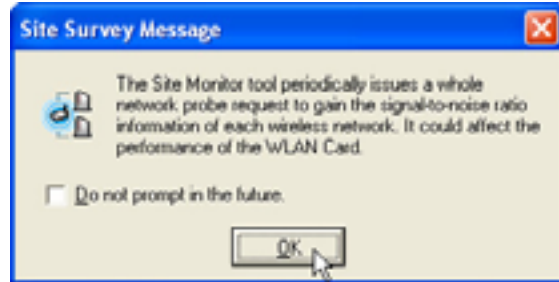 Site Survey Message
The Site Monitor tool periodically issues a whole
network probe request to gain the signal-to-noise ratio
information of each wireless network. It could affect the
performance of the WLAN Card.
Do not prompt in the future.
OK